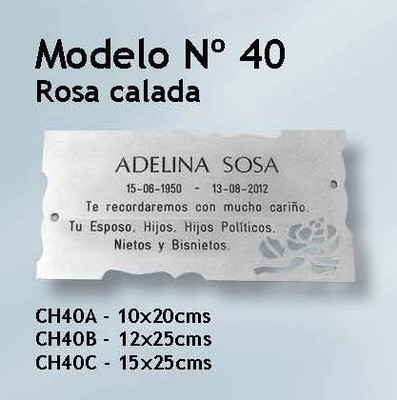 Modelo Nº 40
Rosa calada
ADELINA SOSA
15-06-1950 - 13-08-2012
Te recordaremos con mucho cariño.
Tu Esposo, Hijos, Hijos Políticos,
Nietos y Bisnietos.
CH40A - 10x20cms
CH40B - 12x25cms
CH40C - 15x25cms